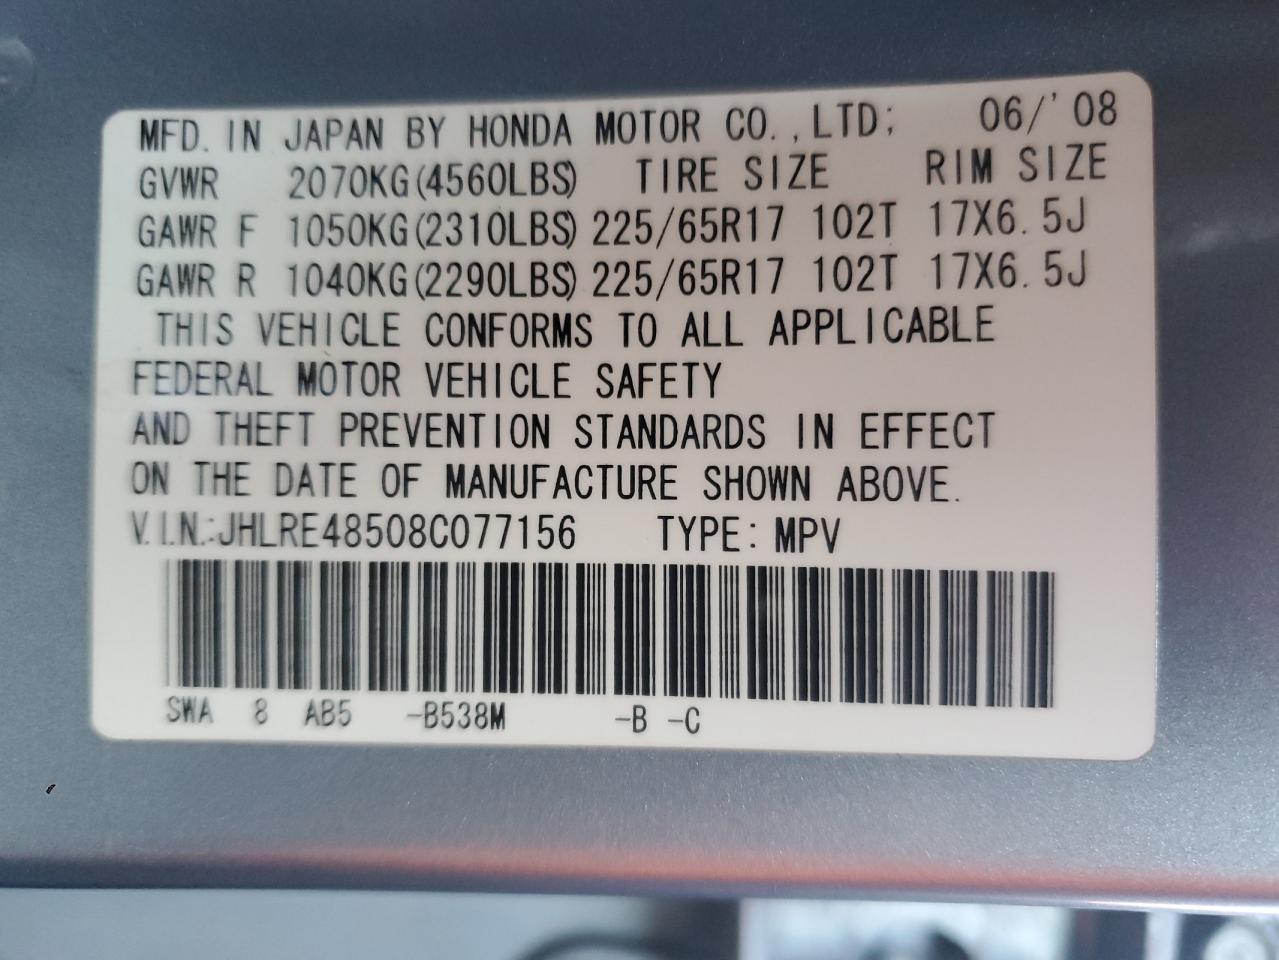 MFD. IN JAPAN BY HONDA MOTOR CO., LTD; 06/'08
GVWR 2070KG(4560LBS) TIRE SIZE RIM SIZE
GAWR F 1050KG(2310LBS) 225/65R17 102T 17X6.5J
GAWR R 1040KG(2290LBS) 225/65R17 102T 17X6.5J
THIS VEHICLE CONFORMS TO ALL APPLICABLE
FEDERAL MOTOR VEHICLE SAFETY
AND THEFT PREVENTION STANDARDS IN EFFECT
ON THE DATE OF MANUFACTURE SHOWN ABOVE.
V.I.N.:JHLRE48508C077156 TYPE: MPV
SWA 8 AB5 -B538M -B -C